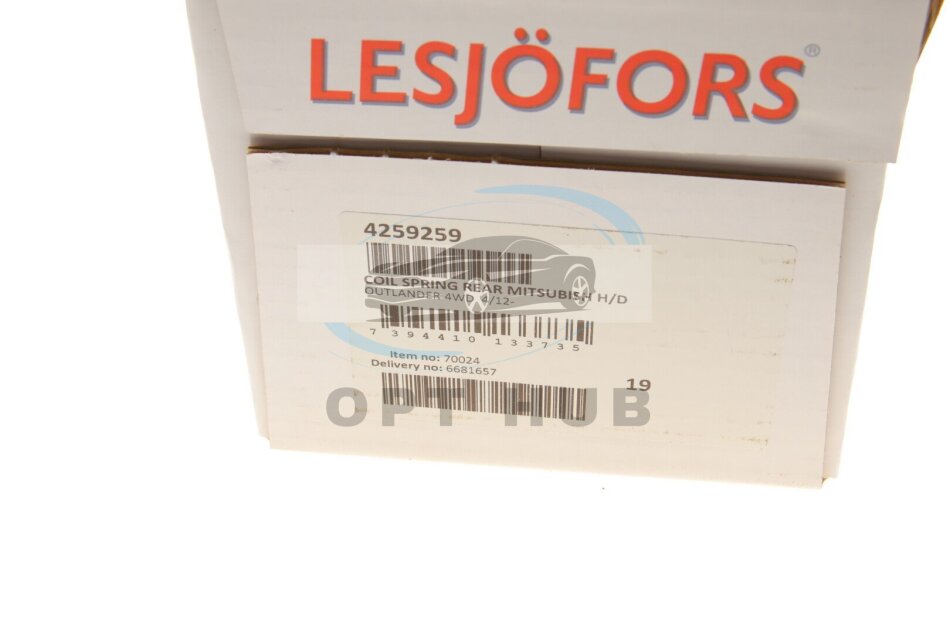 LESJÖFORS®
4259259
COIL SPRING REAR MITSUBISH H/D
OUTLANDER 4WD 4/12-
7 394410 133735
Item no: 70024
Delivery no: 6681657
19
OPT HUB